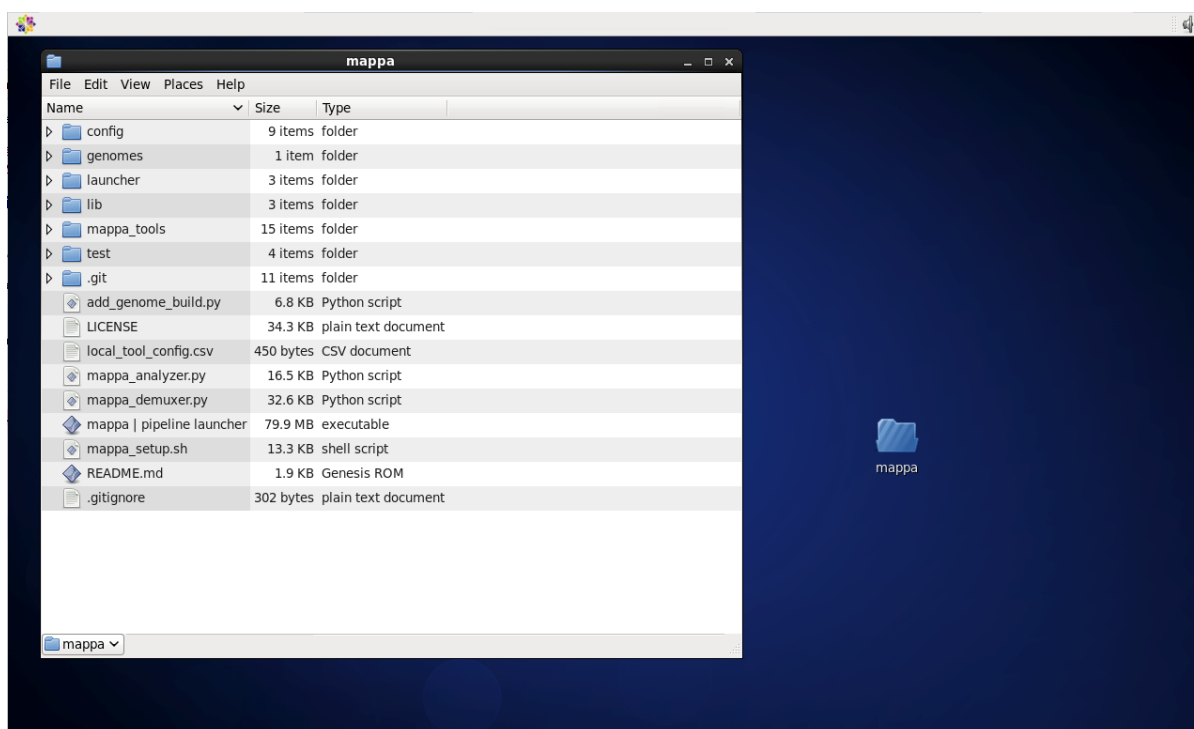 mappa
File Edit View Places Help
Name Size Type
config 9 items folder
genomes 1 item folder
launcher 3 items folder
lib 3 items folder
mappa_tools 15 items folder
test 4 items folder
.git 11 items folder
add_genome_build.py 6.8 KB Python script
LICENSE 34.3 KB plain text document
local_tool_config.csv 450 bytes CSV document
mappa_analyzer.py 16.5 KB Python script
mappa_demuxer.py 32.6 KB Python script
mappa | pipeline launcher 79.9 MB executable
mappa_setup.sh 13.3 KB shell script
README.md 1.9 KB Genesis ROM
.gitignore 302 bytes plain text document
mappa
mappa